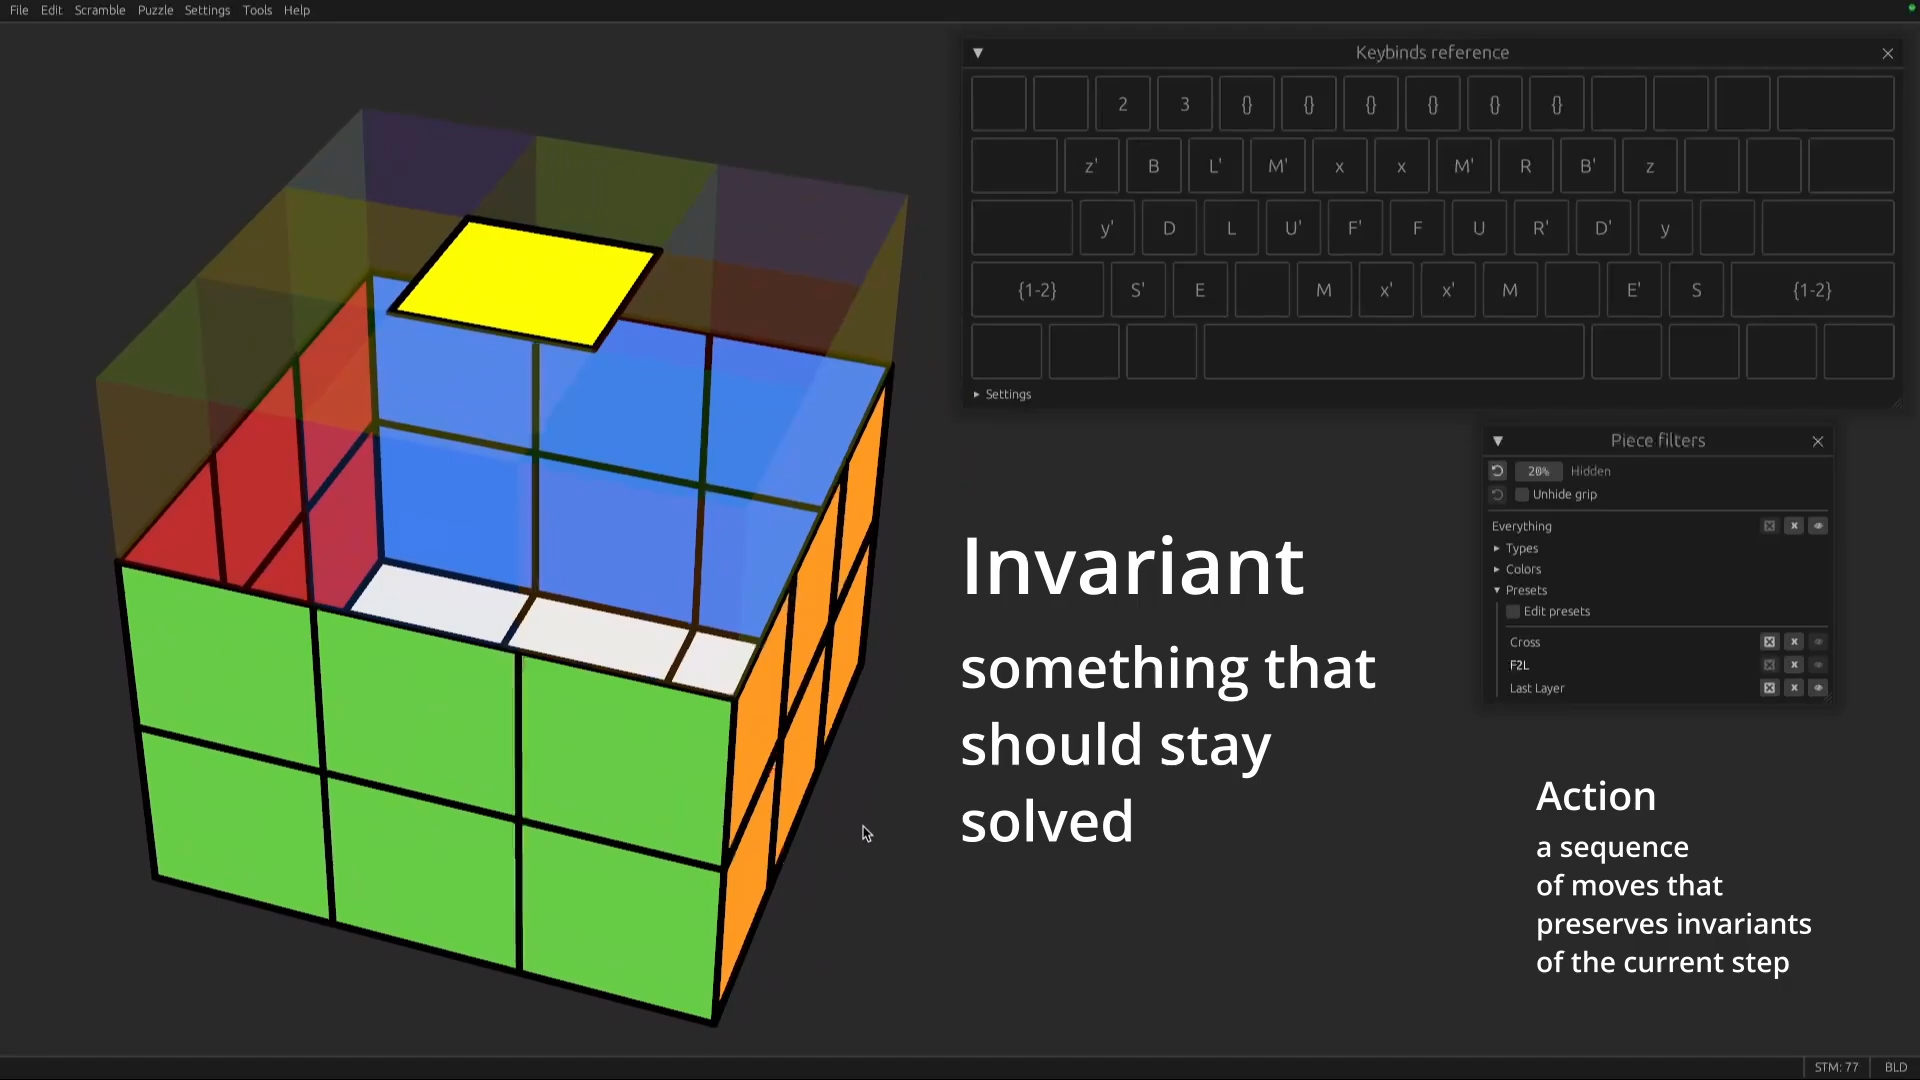 File Edit Scramble Puzzle Settings Tools Help
Keybinds reference
2 3 {} {} {} {} {} {}
z' B L' M' x x M' R B' z
y' D L U' F' F U R' D' y
{1-2} S' E M x' x' M E' S {1-2}
Settings
Piece filters
20% Hidden
Unhide grip
Everything
Types
Colors
Presets
Edit presets
Cross
F2L
Last Layer
Invariant
something that
should stay
solved
Action
a sequence
of moves that
preserves invariants
of the current step
STM: 77 BLD